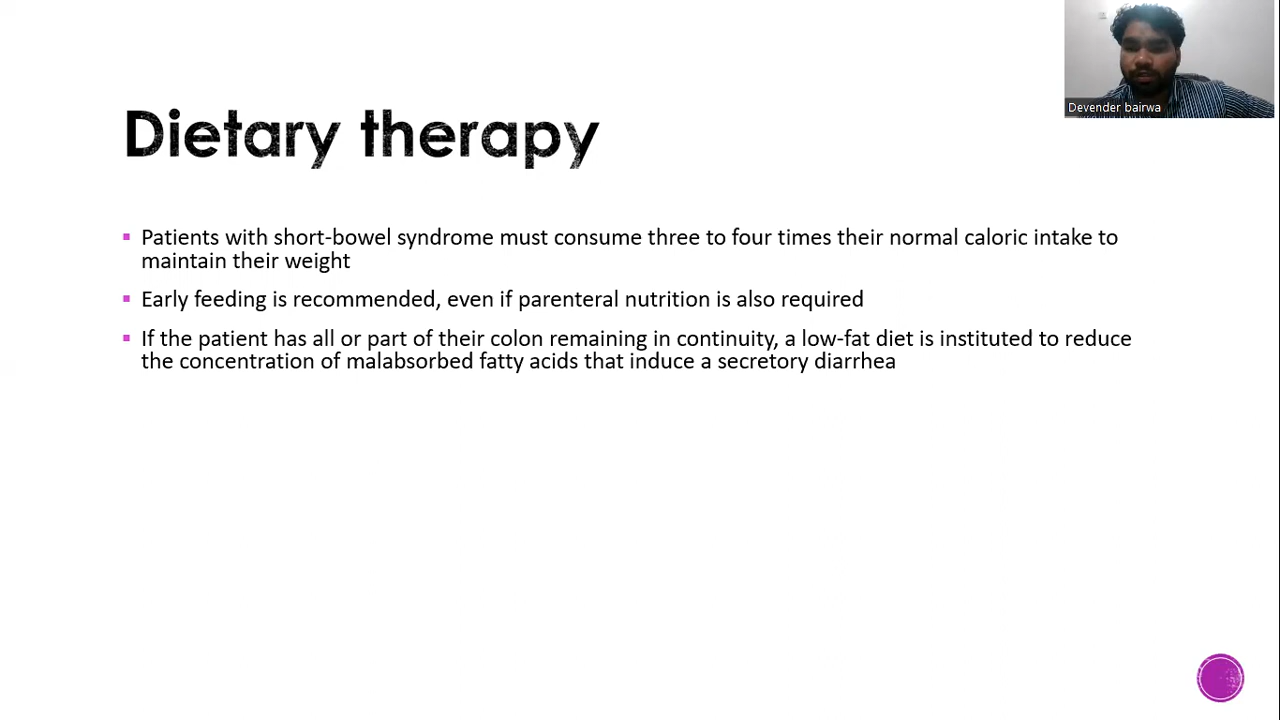 Devender bairwa
Dietary therapy
Patients with short-bowel syndrome must consume three to four times their normal caloric intake to
maintain their weight
Early feeding is recommended, even if parenteral nutrition is also required
If the patient has all or part of their colon remaining in continuity, a low-fat diet is instituted to reduce
the concentration of malabsorbed fatty acids that induce a secretory diarrhea